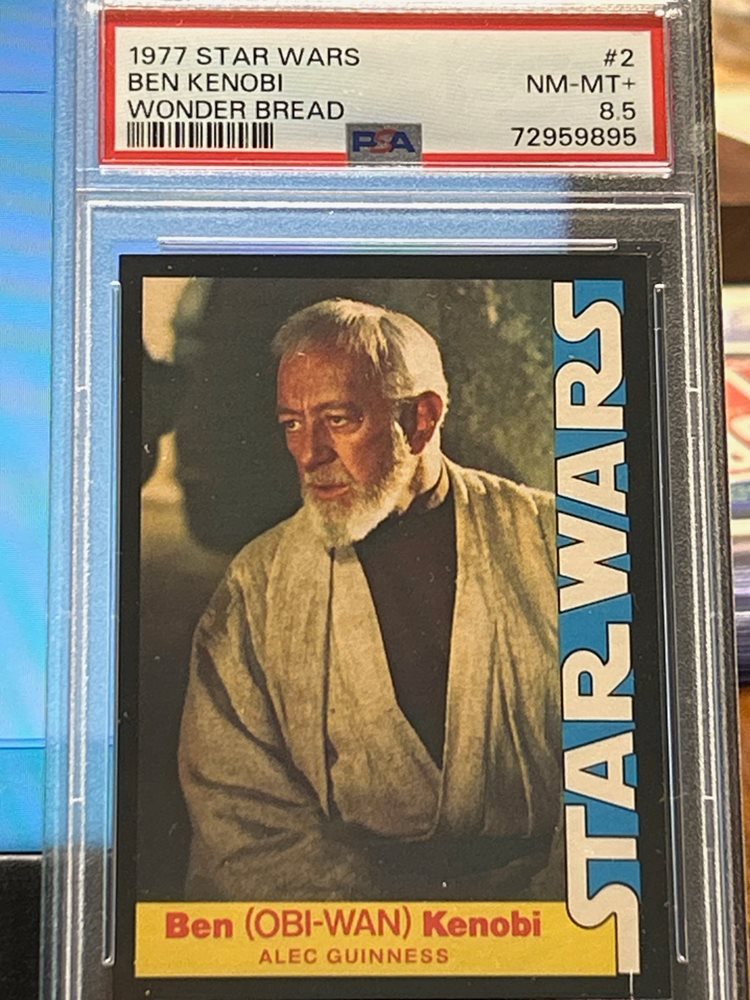 1977 STAR WARS #2
BEN KENOBI NM-MT+
WONDER BREAD 8.5
PSA 72959895
STAR WARS
Ben (OBI-WAN) Kenobi
ALEC GUINNESS